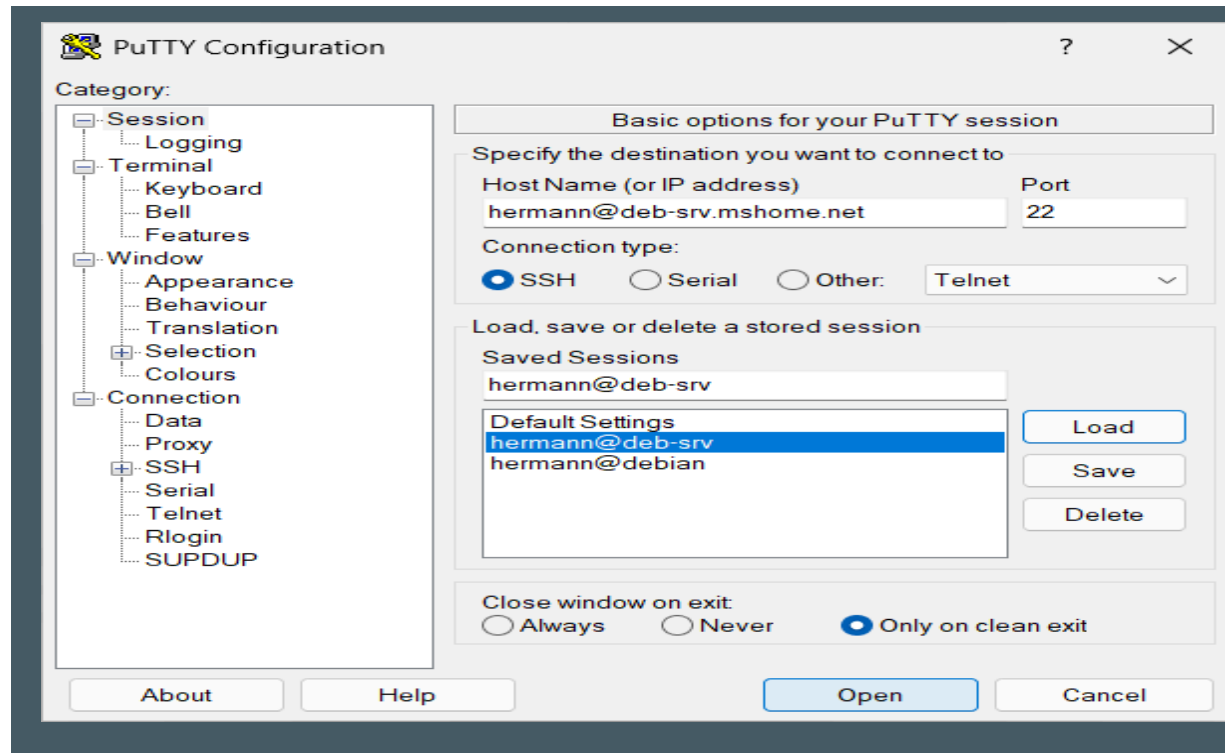 PuTTY Configuration
?
Category:
Session
Logging
Terminal
Keyboard
Bell
Features
Window
Appearance
Behaviour
Translation
Selection
Colours
Connection
Data
Proxy
SSH
Serial
Telnet
Rlogin
SUPDUP
Basic options for your PuTTY session
Specify the destination you want to connect to
Host Name (or IP address) Port
hermann@deb-srv.mshome.net 22
Connection type:
SSH Serial Other: Telnet
Load, save or delete a stored session
Saved Sessions
hermann@deb-srv
Default Settings
hermann@deb-srv
hermann@debian
Load
Save
Delete
Close window on exit:
Always Never Only on clean exit
About Help Open Cancel